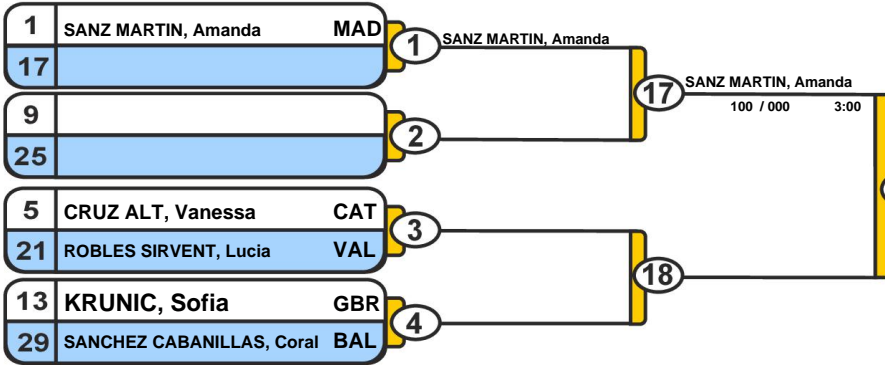 1 SANZ MARTIN, Amanda MAD
17
1 SANZ MARTIN, Amanda
9
25
2
17 SANZ MARTIN, Amanda
100 / 000 3:00
5 CRUZ ALT, Vanessa CAT
21 ROBLES SIRVENT, Lucia VAL
3
13 KRUNIC, Sofia GBR
29 SANCHEZ CABANILLAS, Coral BAL
4
18